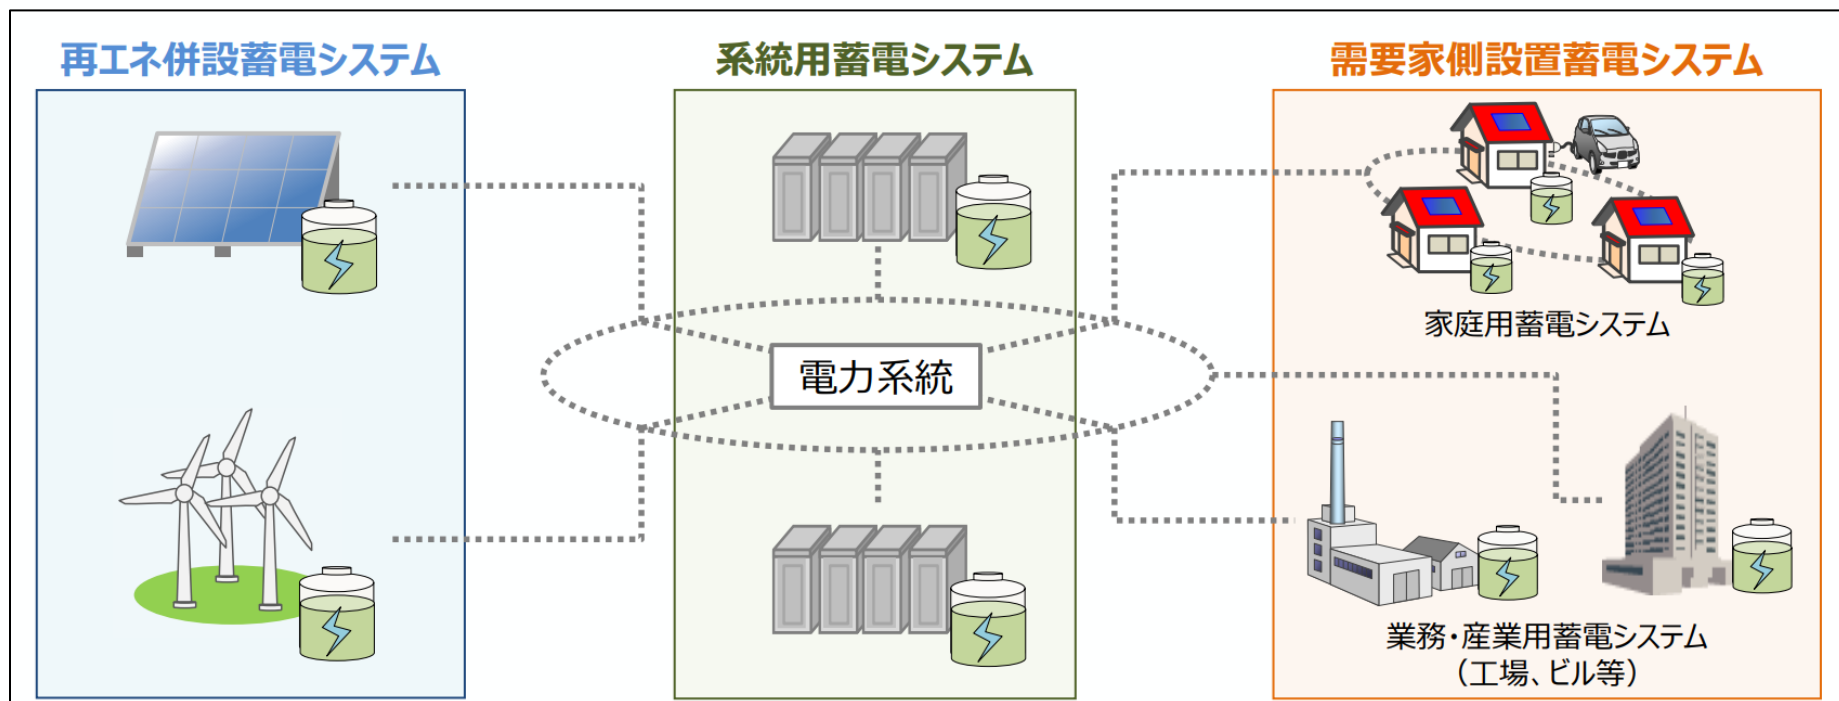 再エネ併設蓄電システム
系統用蓄電システム
需要家側設置蓄電システム
電力系統
家庭用蓄電システム
業務・産業用蓄電システム
（工場、ビル等）